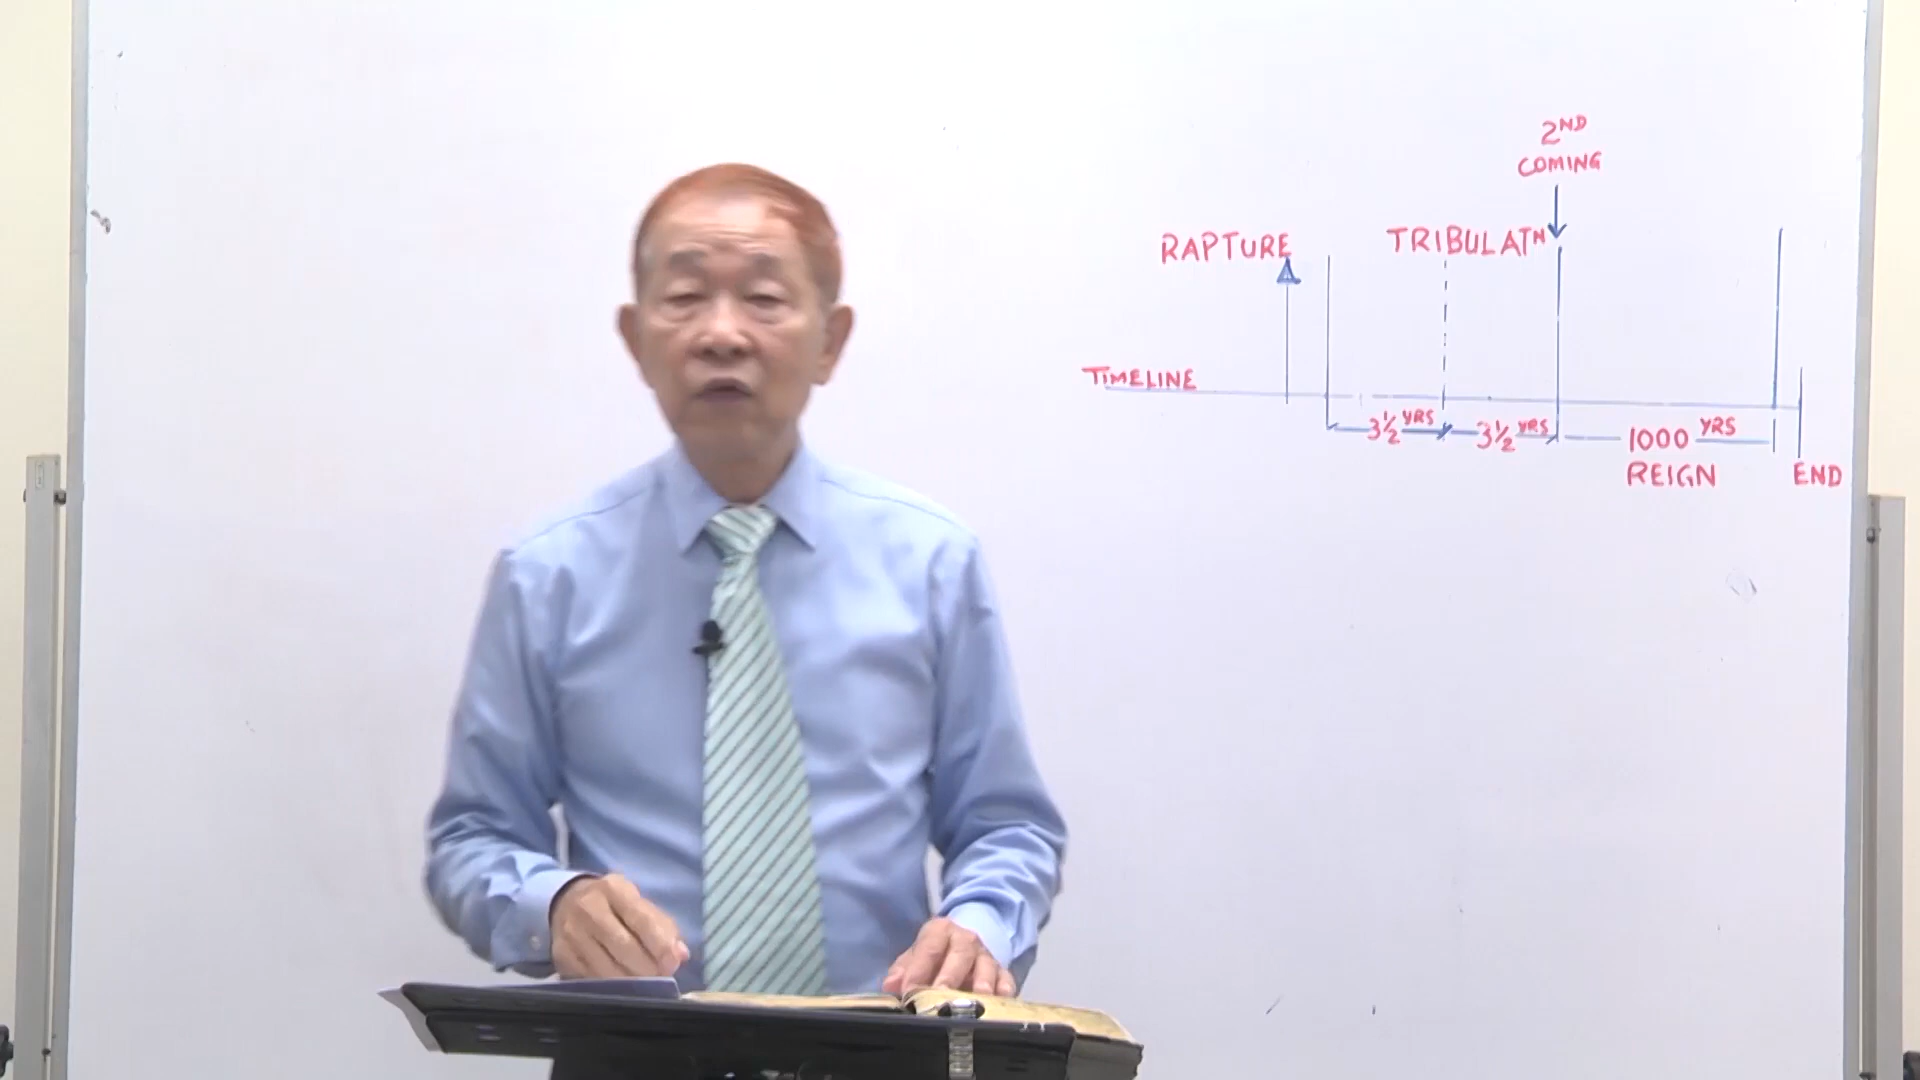 2ND
COMING
RAPTURE
TRIBULATN
TIMELINE
3½ YRS
3½ YRS
1000 YRS
REIGN
END